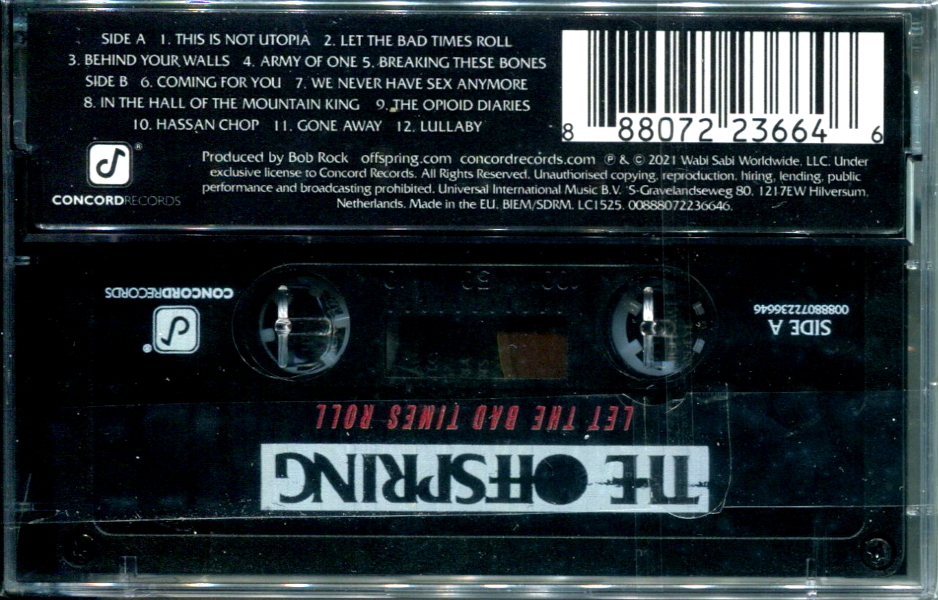 SIDE A 1. THIS IS NOT UTOPIA 2. LET THE BAD TIMES ROLL
3. BEHIND YOUR WALLS 4. ARMY OF ONE 5. BREAKING THESE BONES
SIDE B 6. COMING FOR YOU 7. WE NEVER HAVE SEX ANYMORE
8. IN THE HALL OF THE MOUNTAIN KING 9. THE OPIOID DIARIES
10. HASSAN CHOP 11. GONE AWAY 12. LULLABY
8 88072 23664 6
®
CONCORDRECORDS
Produced by Bob Rock offspring.com concordrecords.com ℗ & © 2021 Wabi Sabi Worldwide, LLC. Under
exclusive license to Concord Records. All Rights Reserved. Unauthorised copying, reproduction, hiring, lending, public
performance and broadcasting prohibited. Universal International Music B.V. 'S-Gravelandseweg 80, 1217EW Hilversum,
Netherlands. Made in the EU. BIEM/SDRM. LC1525. 00888072236646.
THE OFFSPRING
LET THE BAD TIMES ROLL
SIDE A
00888072236646
®
CONCORDRECORDS
100 50 0